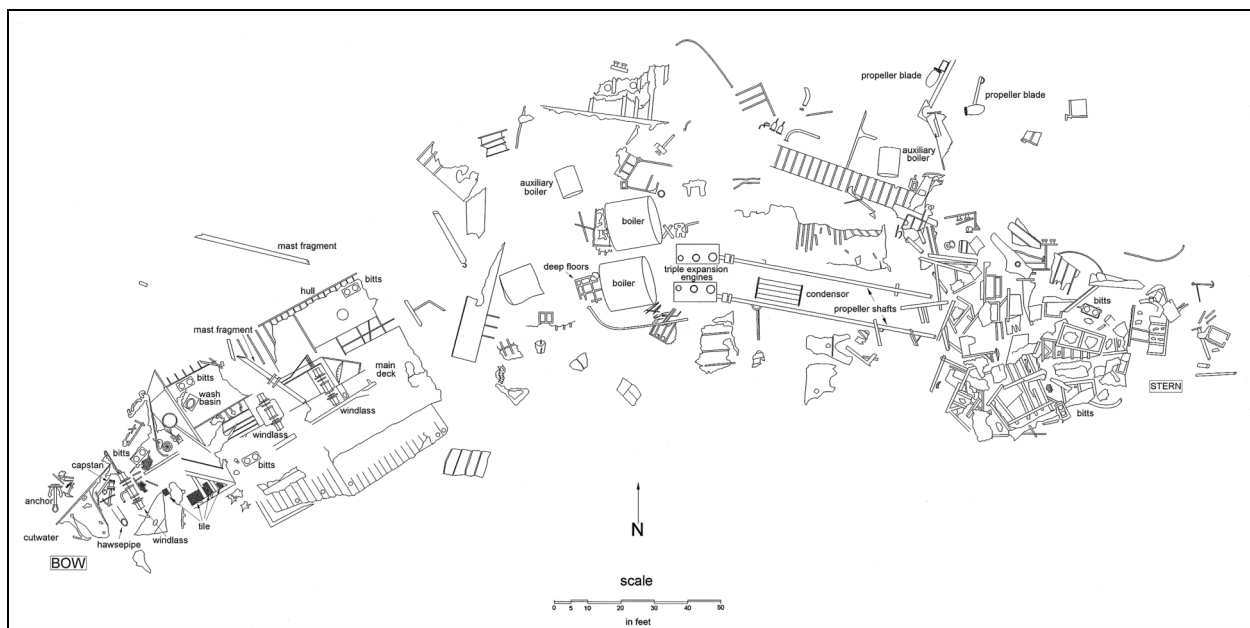 propeller blade
propeller blade
auxiliary
boiler
auxiliary
boiler
boiler
mast fragment
deep floors
boiler
triple expansion
engines
condensor
propeller shafts
hull
bitts
mast fragment
bitts
main
deck
bitts
wash
basin
windlass
windlass
STERN
bitts
bitts
capstan
bitts
anchor
tile
cutwater
hawsepipe
windlass
BOW
N
scale
0 5 10 20 30 40 50
in feet